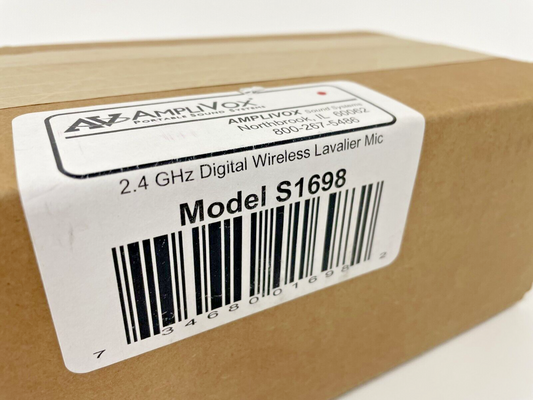 AMPLIVOX
PORTABLE SOUND SYSTEMS
AMPLIVOX Sound Systems
Northbrook, IL 60062
800-267-5486
2.4 GHz Digital Wireless Lavalier Mic
Model S1698
7 34680 01698 2